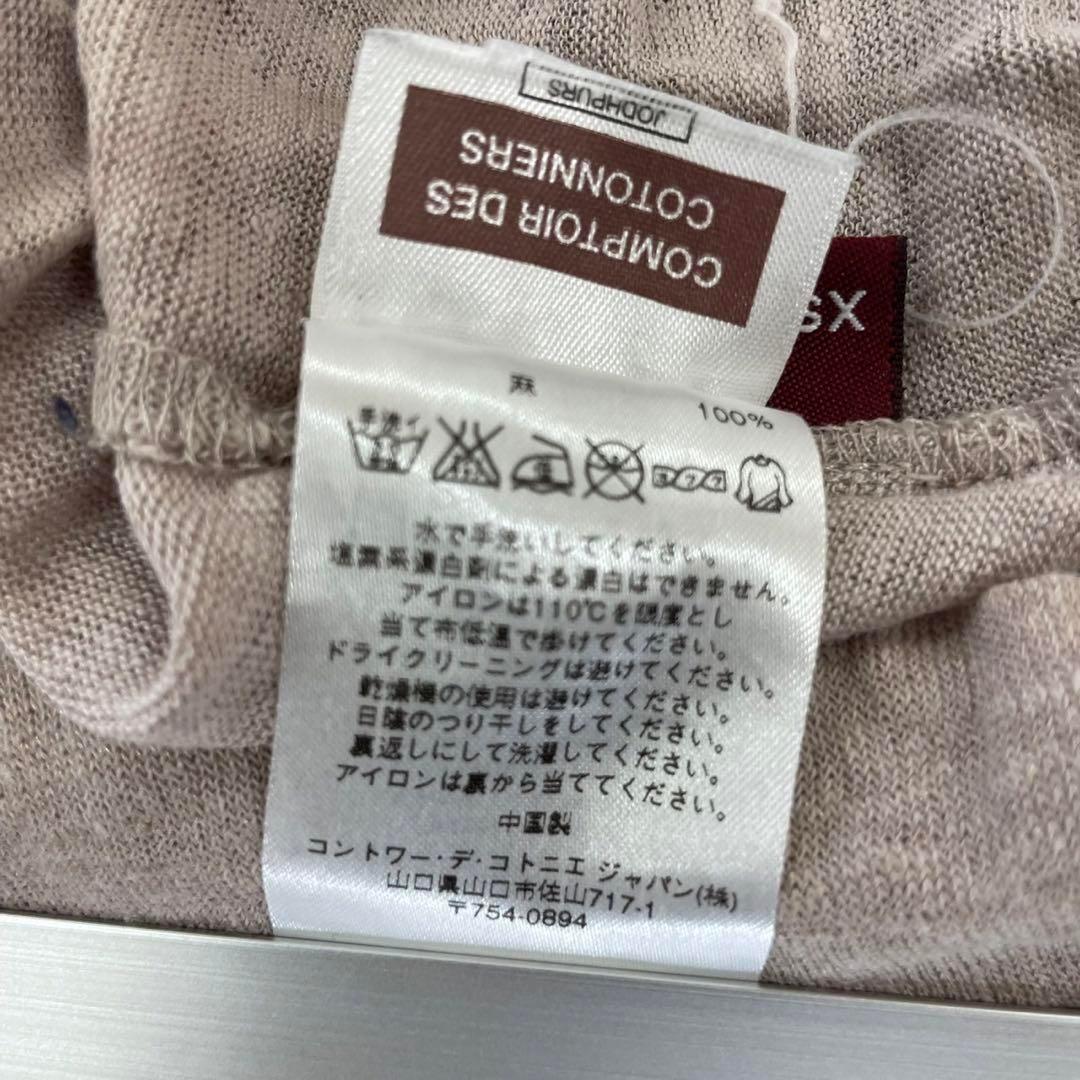 JODHPURS
COMPTOIR DES
COTONNIERS
XS
麻 100%
手洗イ
水で手洗いしてください。
塩素系漂白剤による漂白はできません。
アイロンは110℃を限度とし
当て布低温で歩けてください。
ドライクリーニングは避けてください。
乾燥機の使用は避けてください。
日陰のつり干しをしてください。
裏返しにして洗濯してください。
アイロンは裏から当ててください。
中国製
コントワー・デ・コトニエ ジャパン(株)
山口県山口市佐山717-1
〒754-0894